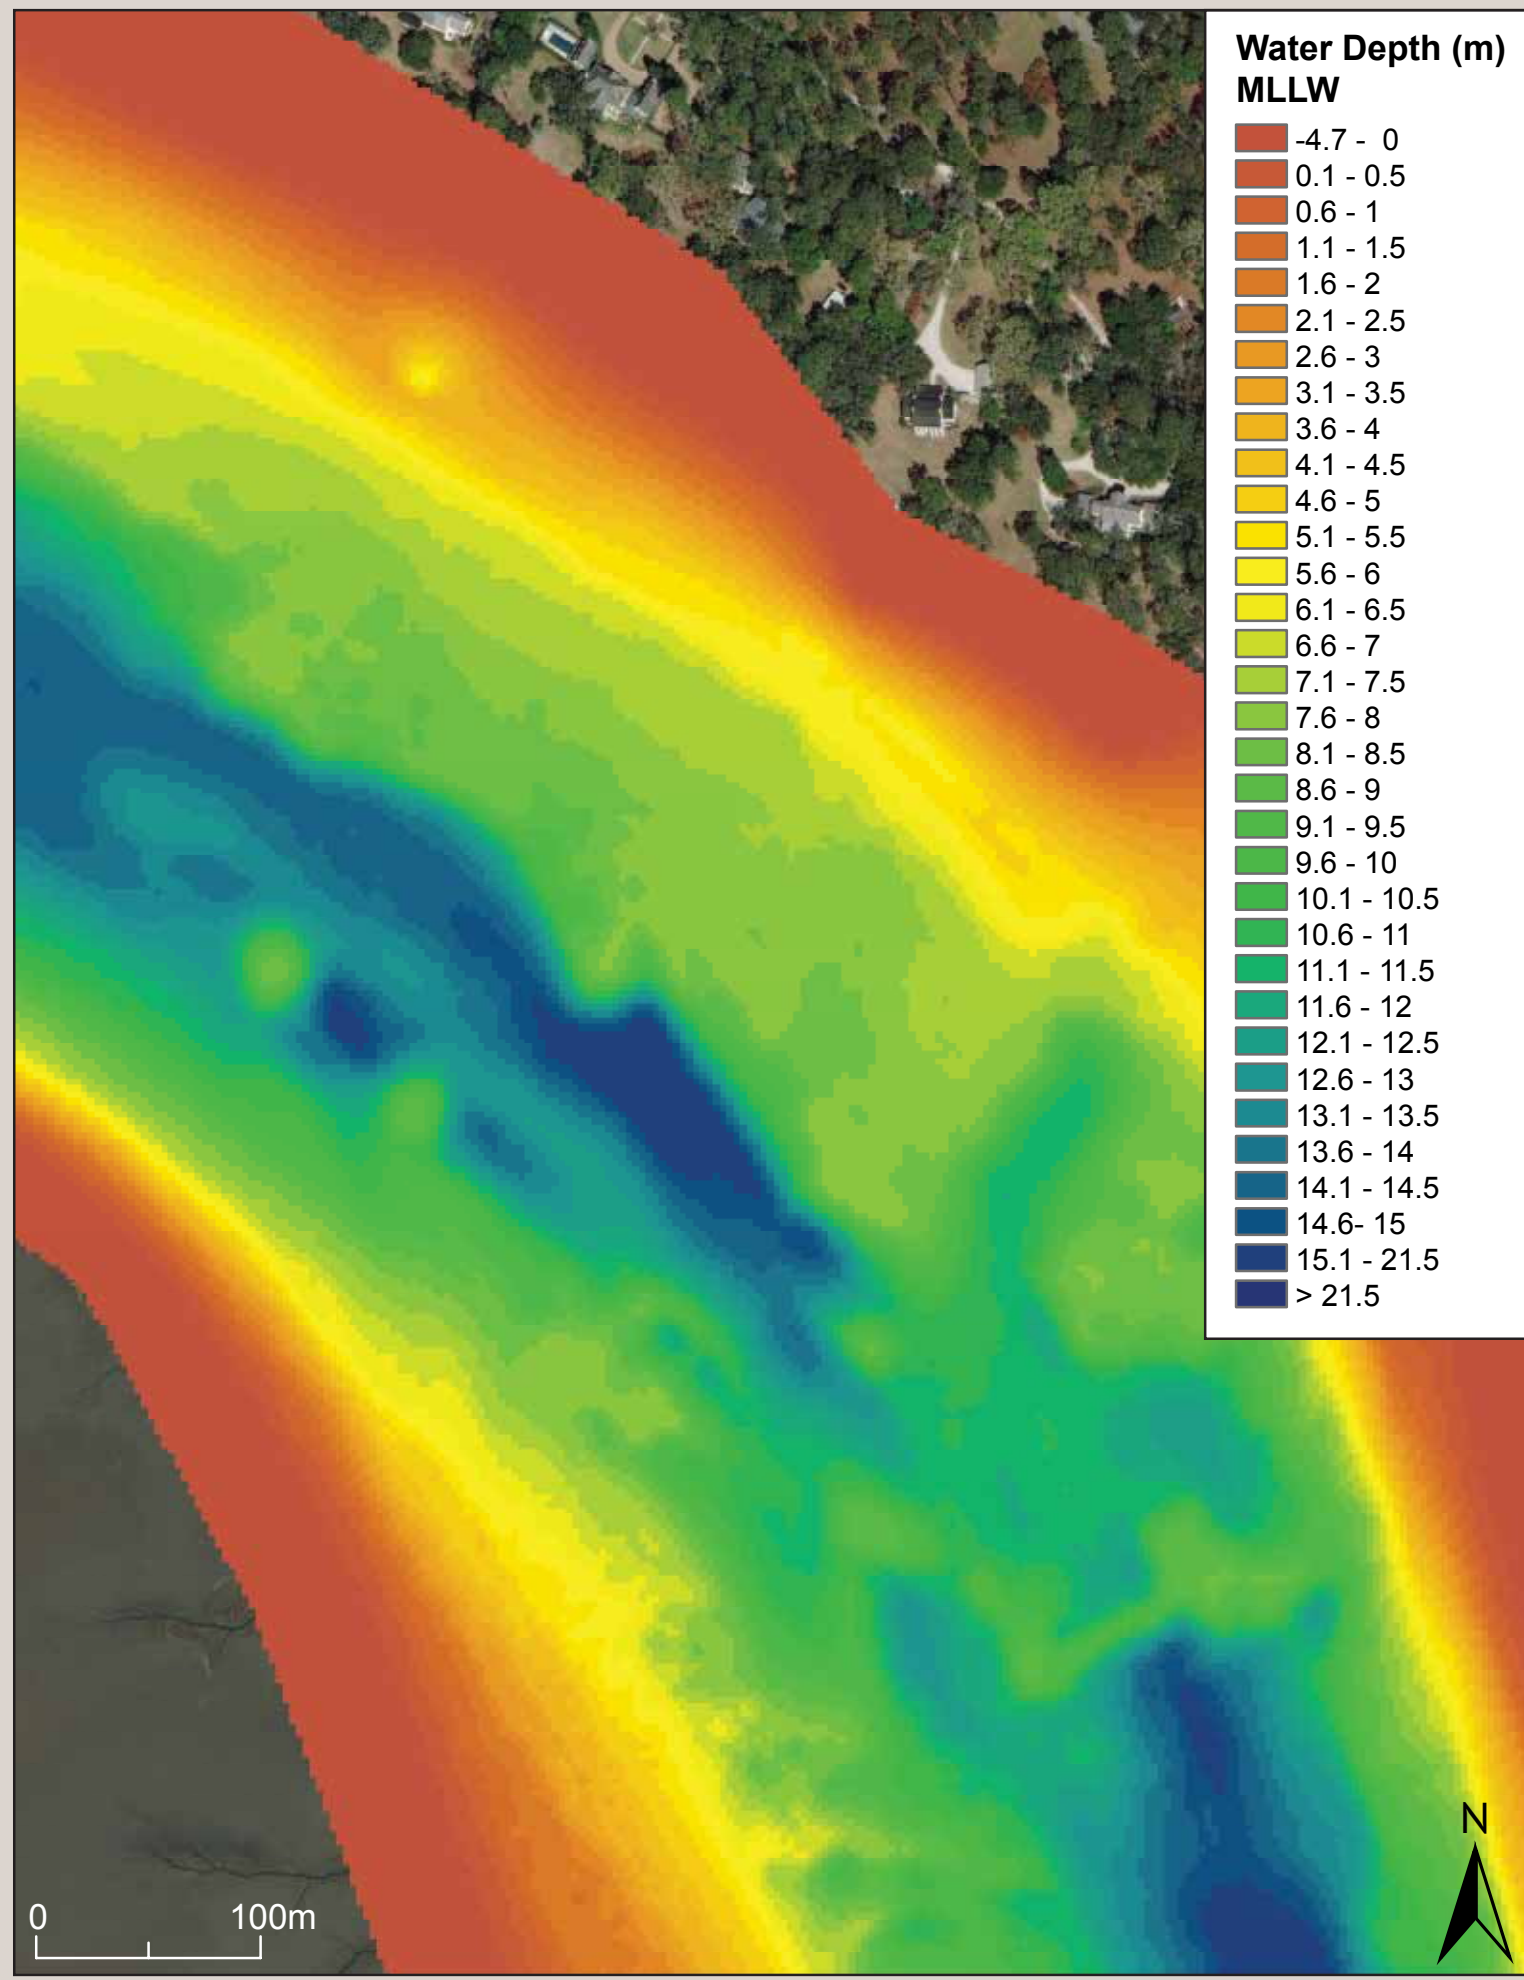 Water Depth (m)
MLLW
-4.7 - 0
0.1 - 0.5
0.6 - 1
1.1 - 1.5
1.6 - 2
2.1 - 2.5
2.6 - 3
3.1 - 3.5
3.6 - 4
4.1 - 4.5
4.6 - 5
5.1 - 5.5
5.6 - 6
6.1 - 6.5
6.6 - 7
7.1 - 7.5
7.6 - 8
8.1 - 8.5
8.6 - 9
9.1 - 9.5
9.6 - 10
10.1 - 10.5
10.6 - 11
11.1 - 11.5
11.6 - 12
12.1 - 12.5
12.6 - 13
13.1 - 13.5
13.6 - 14
14.1 - 14.5
14.6- 15
15.1 - 21.5
> 21.5
N
0 100m